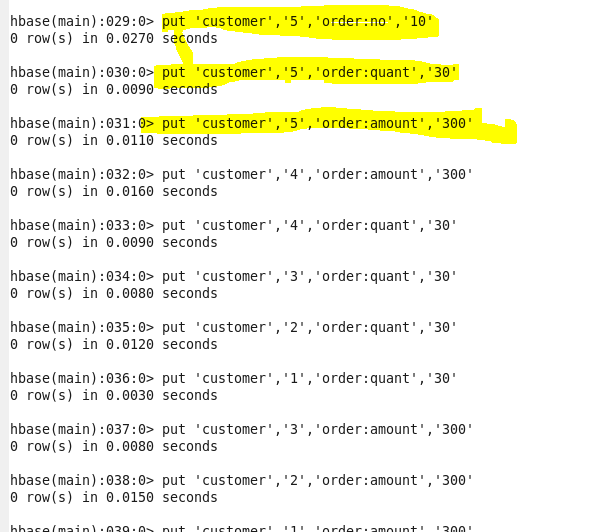 hbase(main):029:0> put 'customer','5','order:no','10'
0 row(s) in 0.0270 seconds
hbase(main):030:0> put 'customer','5','order:quant','30'
0 row(s) in 0.0090 seconds
hbase(main):031:0> put 'customer','5','order:amount','300'
0 row(s) in 0.0110 seconds
hbase(main):032:0> put 'customer','4','order:amount','300'
0 row(s) in 0.0160 seconds
hbase(main):033:0> put 'customer','4','order:quant','30'
0 row(s) in 0.0090 seconds
hbase(main):034:0> put 'customer','3','order:quant','30'
0 row(s) in 0.0080 seconds
hbase(main):035:0> put 'customer','2','order:quant','30'
0 row(s) in 0.0120 seconds
hbase(main):036:0> put 'customer','1','order:quant','30'
0 row(s) in 0.0030 seconds
hbase(main):037:0> put 'customer','3','order:amount','300'
0 row(s) in 0.0080 seconds
hbase(main):038:0> put 'customer','2','order:amount','300'
0 row(s) in 0.0150 seconds
hbase(main):039:0> put 'customer','1','order:amount','300'